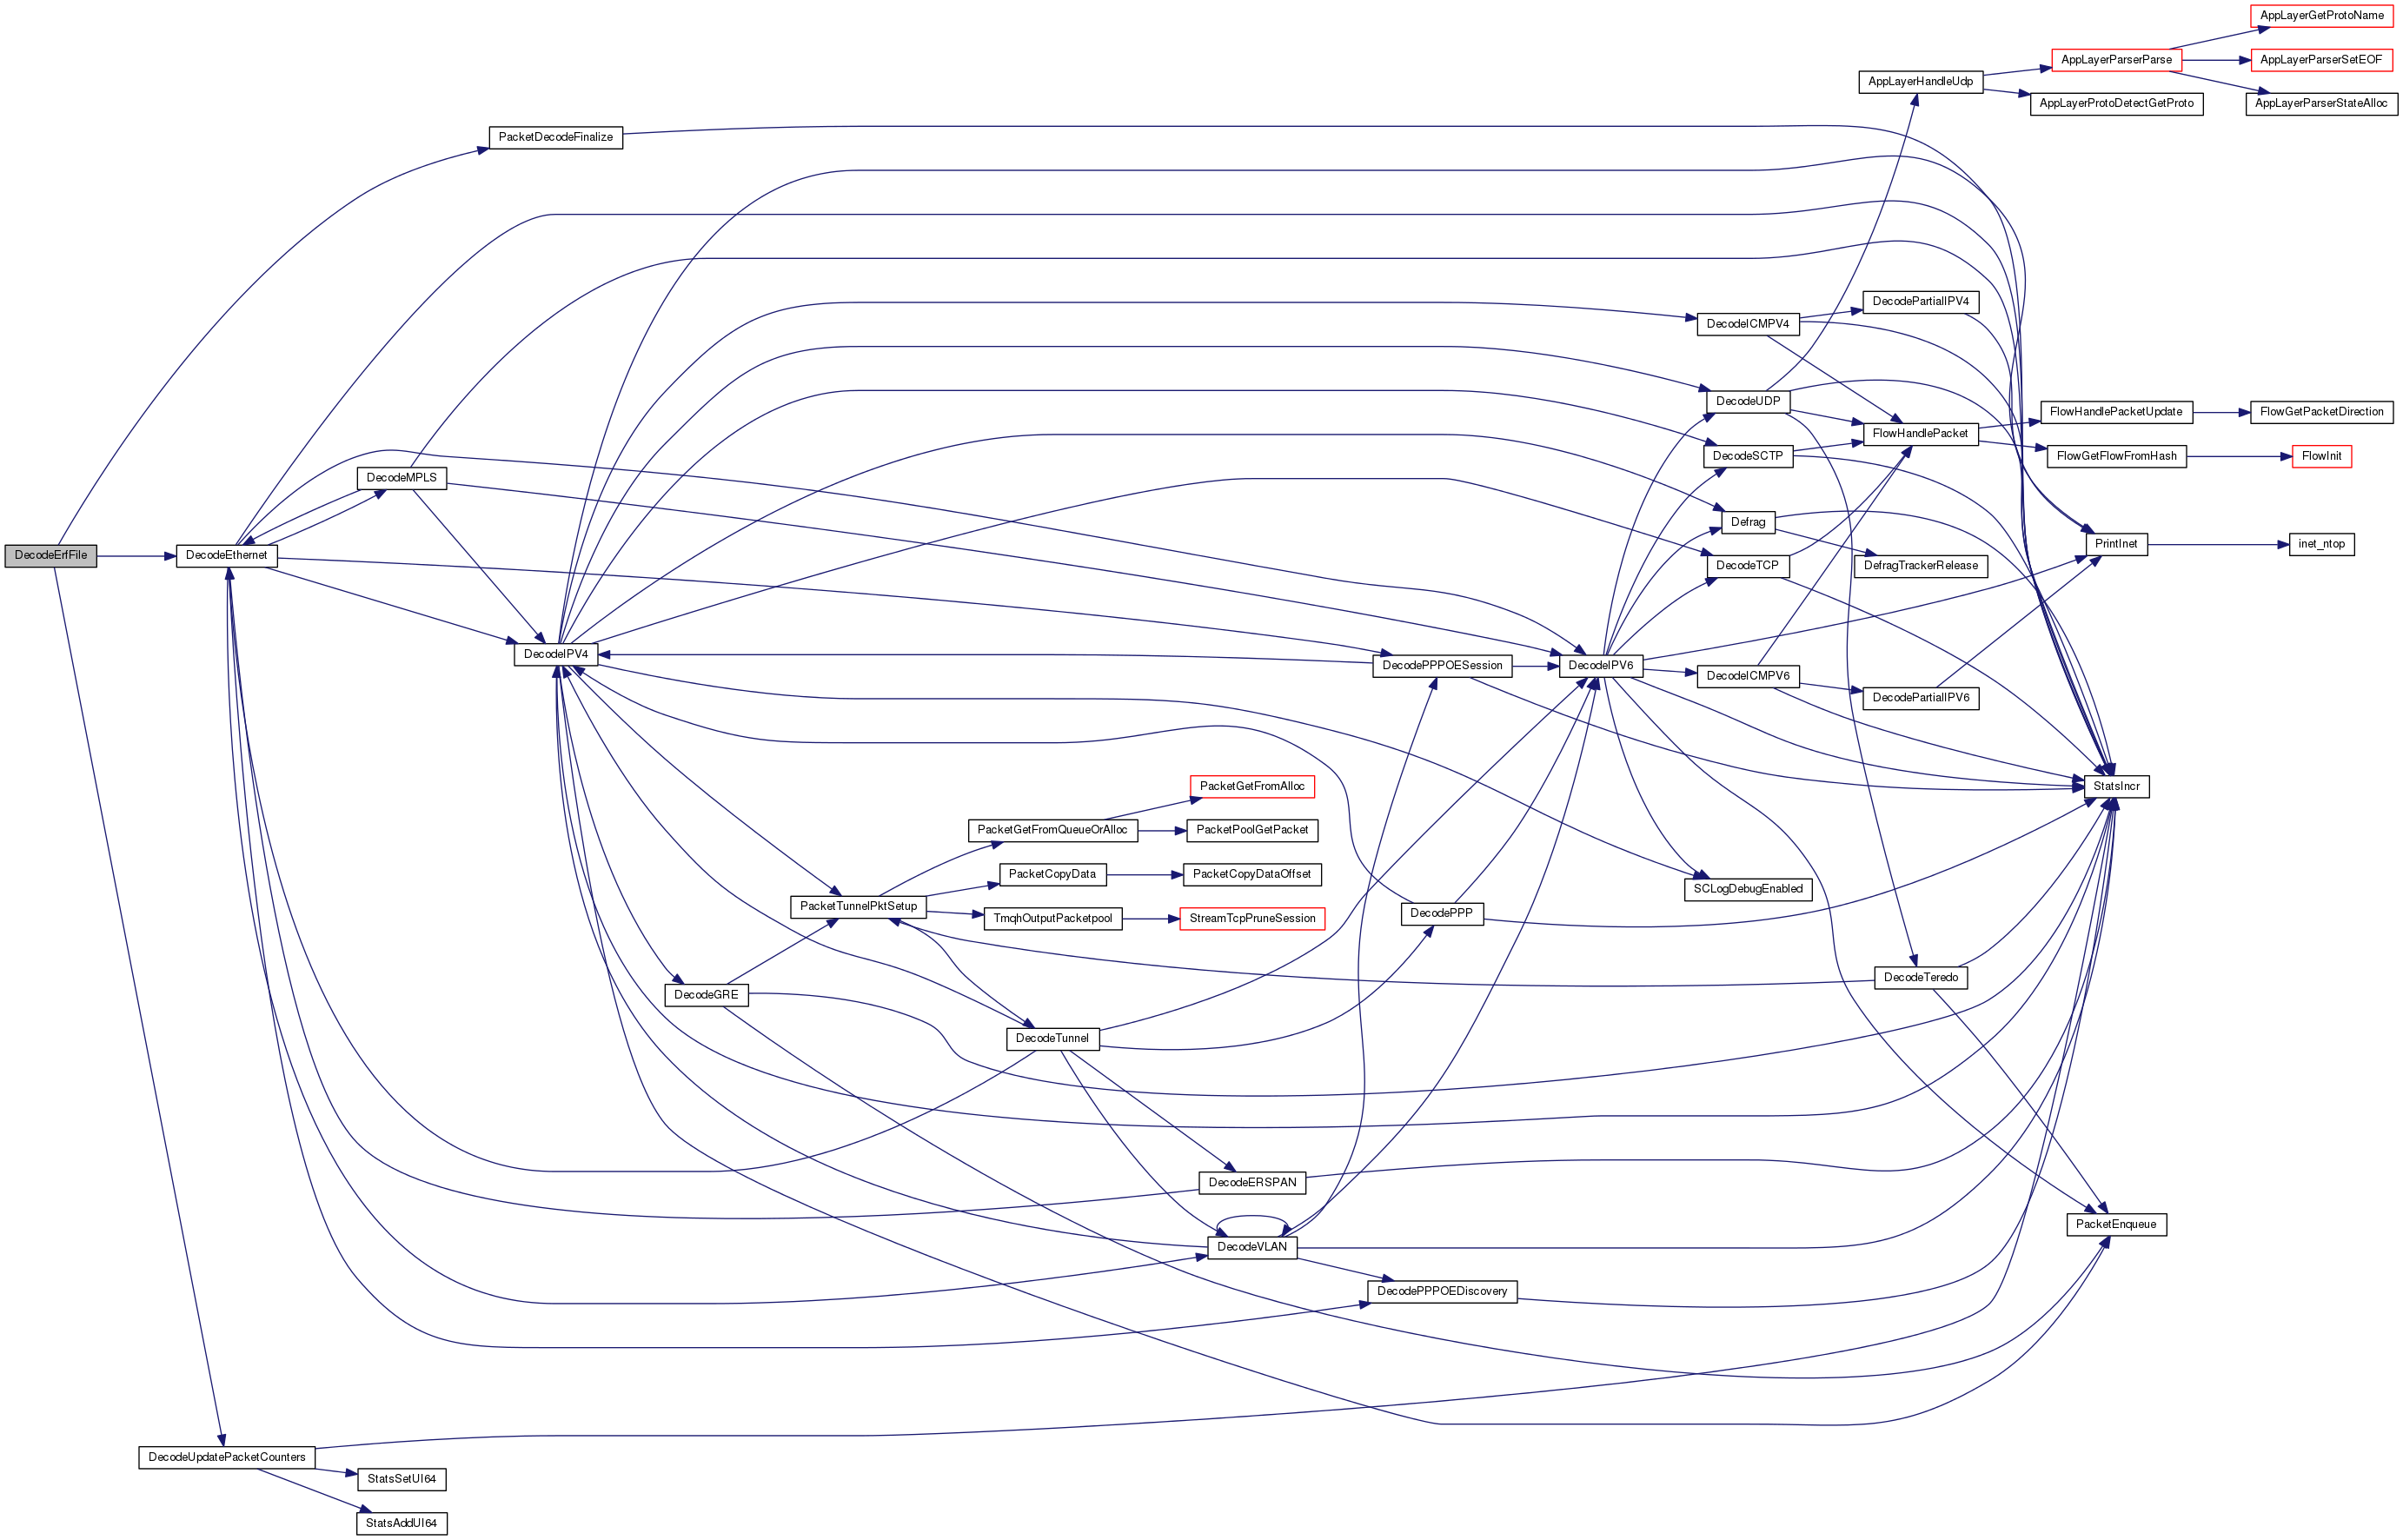 AppLayerGetProtoName
AppLayerParserParse
AppLayerParserSetEOF
AppLayerHandleUdp
AppLayerProtoDetectGetProto
AppLayerParserStateAlloc
PacketDecodeFinalize
DecodePartialIPV4
DecodeICMPV4
DecodeUDP
FlowHandlePacketUpdate
FlowGetPacketDirection
FlowHandlePacket
DecodeSCTP
FlowGetFlowFromHash
FlowInit
DecodeMPLS
Defrag
PrintInet
inet_ntop
DecodeErfFile
DecodeEthernet
DecodeTCP
DefragTrackerRelease
DecodeIPV4
DecodePPPOESession
DecodeIPV6
DecodeICMPV6
DecodePartialIPV6
PacketGetFromAlloc
StatsIncr
PacketGetFromQueueOrAlloc
PacketPoolGetPacket
PacketCopyData
PacketCopyDataOffset
SCLogDebugEnabled
PacketTunnelPktSetup
TmqhOutputPacketpool
StreamTcpPruneSession
DecodePPP
DecodeTeredo
DecodeGRE
DecodeTunnel
DecodeERSPAN
PacketEnqueue
DecodeVLAN
DecodePPPOEDiscovery
DecodeUpdatePacketCounters
StatsSetUI64
StatsAddUI64